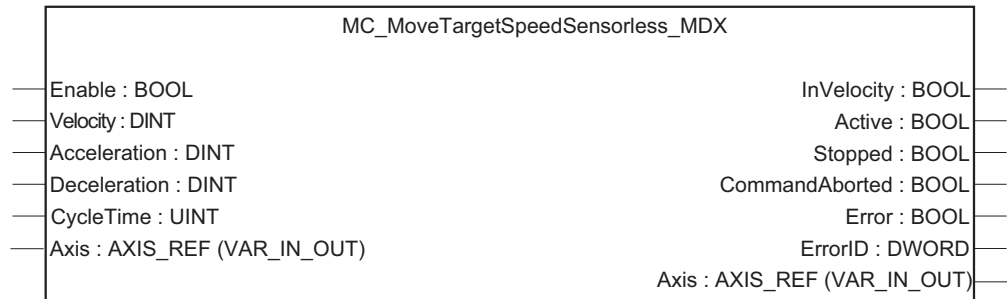 MC_MoveTargetSpeedSensorless_MDX
Enable : BOOL
InVelocity : BOOL
Velocity : DINT
Active : BOOL
Acceleration : DINT
Stopped : BOOL
Deceleration : DINT
CommandAborted : BOOL
CycleTime : UINT
Error : BOOL
Axis : AXIS_REF (VAR_IN_OUT)
ErrorID : DWORD
Axis : AXIS_REF (VAR_IN_OUT)